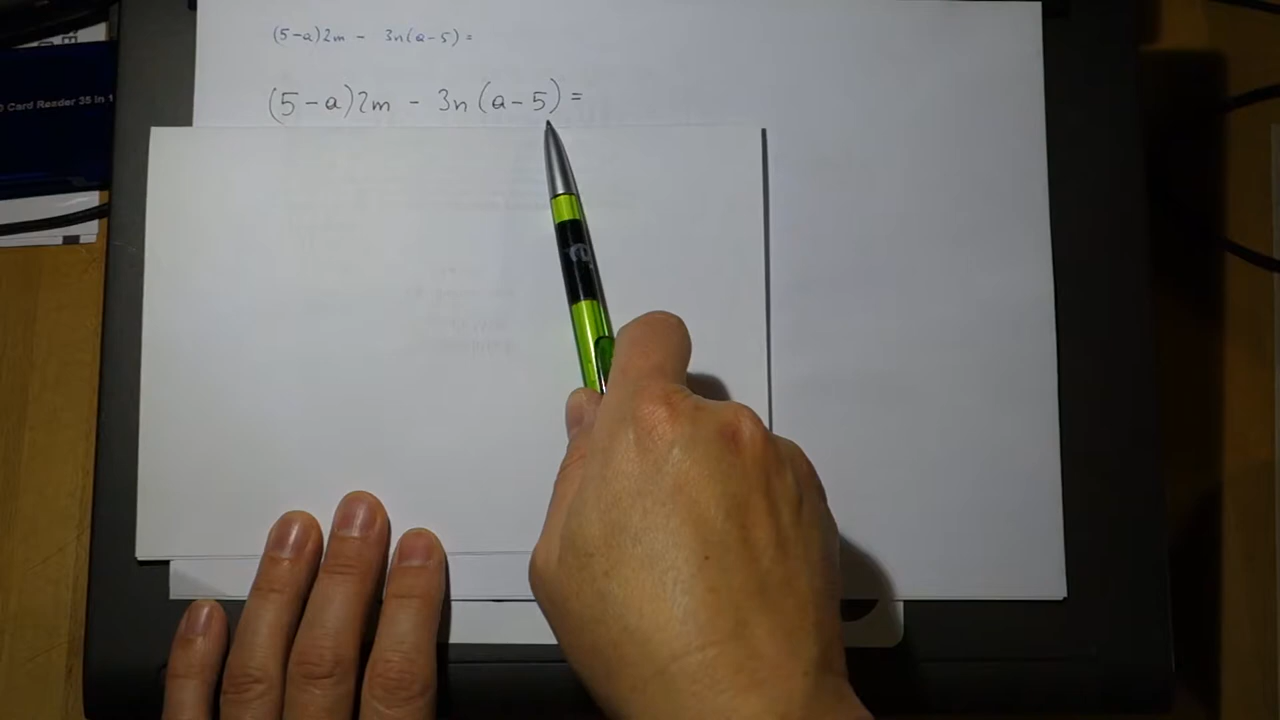 (5-a)2m - 3n(a-5)=
(5-a)2m - 3n(a-5)=
Card Reader 35 in 1